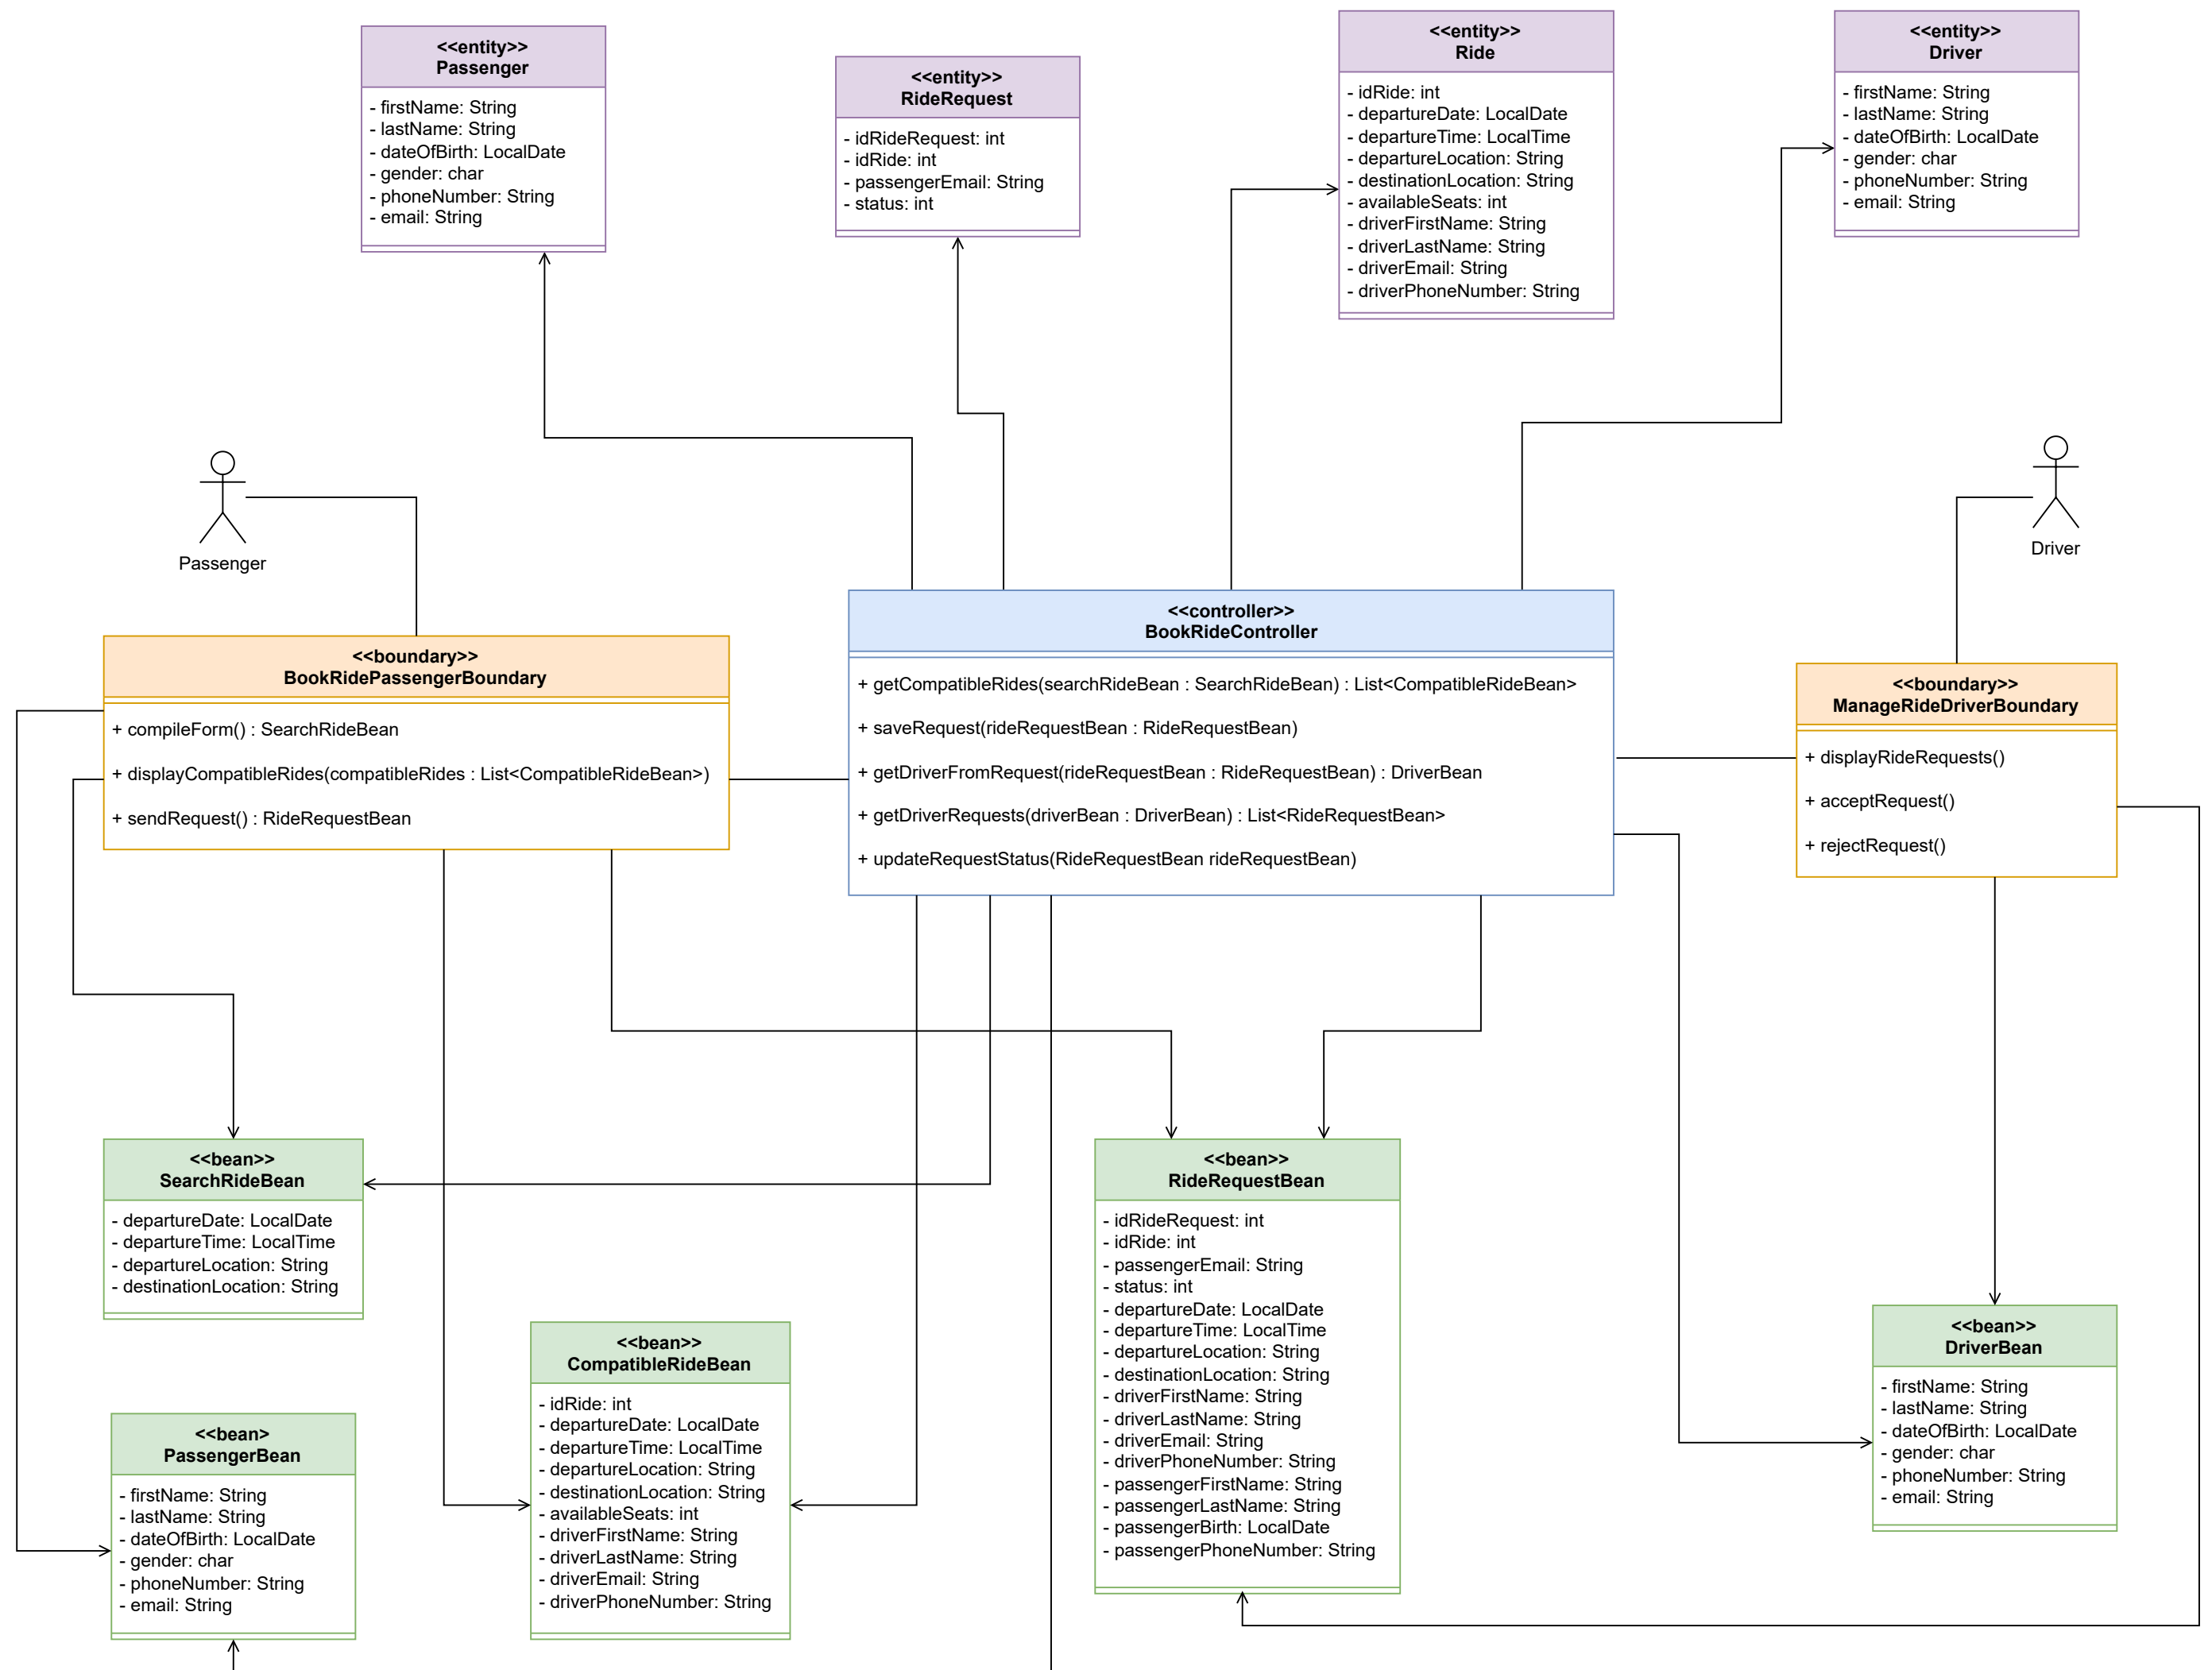 <<entity>>
Passenger
- firstName: String
- lastName: String
- dateOfBirth: LocalDate
- gender: char
- phoneNumber: String
- email: String
<<entity>>
RideRequest
- idRideRequest: int
- idRide: int
- passengerEmail: String
- status: int
<<entity>>
Ride
- idRide: int
- departureDate: LocalDate
- departureTime: LocalTime
- departureLocation: String
- destinationLocation: String
- availableSeats: int
- driverFirstName: String
- driverLastName: String
- driverEmail: String
- driverPhoneNumber: String
<<entity>>
Driver
- firstName: String
- lastName: String
- dateOfBirth: LocalDate
- gender: char
- phoneNumber: String
- email: String
Passenger
Driver
<<boundary>>
BookRidePassengerBoundary
+ compileForm() : SearchRideBean
+ displayCompatibleRides(compatibleRides : List<CompatibleRideBean>)
+ sendRequest() : RideRequestBean
<<controller>>
BookRideController
+ getCompatibleRides(searchRideBean : SearchRideBean) : List<CompatibleRideBean>
+ saveRequest(rideRequestBean : RideRequestBean)
+ getDriverFromRequest(rideRequestBean : RideRequestBean) : DriverBean
+ getDriverRequests(driverBean : DriverBean) : List<RideRequestBean>
+ updateRequestStatus(RideRequestBean rideRequestBean)
<<boundary>>
ManageRideDriverBoundary
+ displayRideRequests()
+ acceptRequest()
+ rejectRequest()
<<bean>>
SearchRideBean
- departureDate: LocalDate
- departureTime: LocalTime
- departureLocation: String
- destinationLocation: String
<<bean>
PassengerBean
- firstName: String
- lastName: String
- dateOfBirth: LocalDate
- gender: char
- phoneNumber: String
- email: String
<<bean>>
CompatibleRideBean
- idRide: int
- departureDate: LocalDate
- departureTime: LocalTime
- departureLocation: String
- destinationLocation: String
- availableSeats: int
- driverFirstName: String
- driverLastName: String
- driverEmail: String
- driverPhoneNumber: String
<<bean>>
RideRequestBean
- idRideRequest: int
- idRide: int
- passengerEmail: String
- status: int
- departureDate: LocalDate
- departureTime: LocalTime
- departureLocation: String
- destinationLocation: String
- driverFirstName: String
- driverLastName: String
- driverEmail: String
- driverPhoneNumber: String
- passengerFirstName: String
- passengerLastName: String
- passengerBirth: LocalDate
- passengerPhoneNumber: String
<<bean>>
DriverBean
- firstName: String
- lastName: String
- dateOfBirth: LocalDate
- gender: char
- phoneNumber: String
- email: String